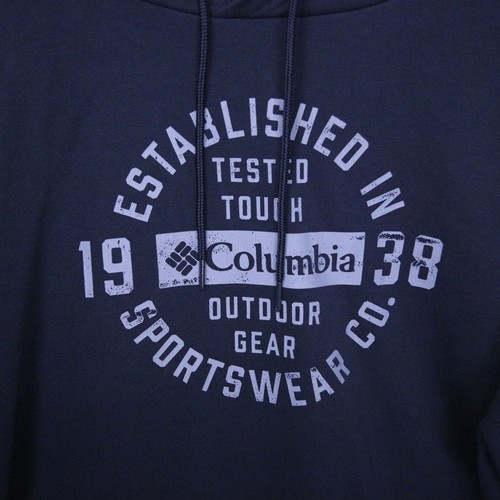 ESTABLISHED IN
TESTED
TOUGH
19 Columbia 38
OUTDOOR
GEAR
SPORTSWEAR CO.